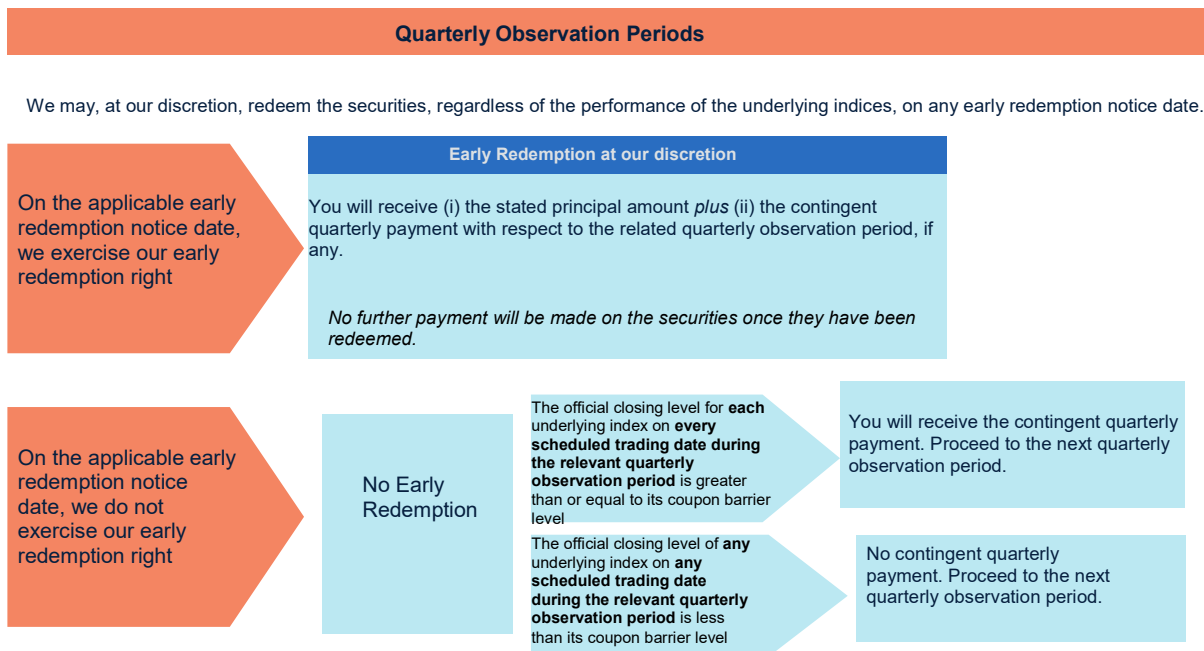 Quarterly Observation Periods
We may, at our discretion, redeem the securities, regardless of the performance of the underlying indices, on any early redemption notice date.
On the applicable early
redemption notice date,
we exercise our early
redemption right
Early Redemption at our discretion
You will receive (i) the stated principal amount plus (ii) the contingent
quarterly payment with respect to the related quarterly observation period, if
any.
No further payment will be made on the securities once they have been
redeemed.
On the applicable early
redemption notice
date, we do not
exercise our early
redemption right
No Early
Redemption
The official closing level for each
underlying index on every
scheduled trading date during
the relevant quarterly
observation period is greater
than or equal to its coupon barrier
level
You will receive the contingent quarterly
payment. Proceed to the next quarterly
observation period.
The official closing level of any
underlying index on any
scheduled trading date
during the relevant quarterly
observation period is less
than its coupon barrier level
No contingent quarterly
payment. Proceed to the next
quarterly observation period.